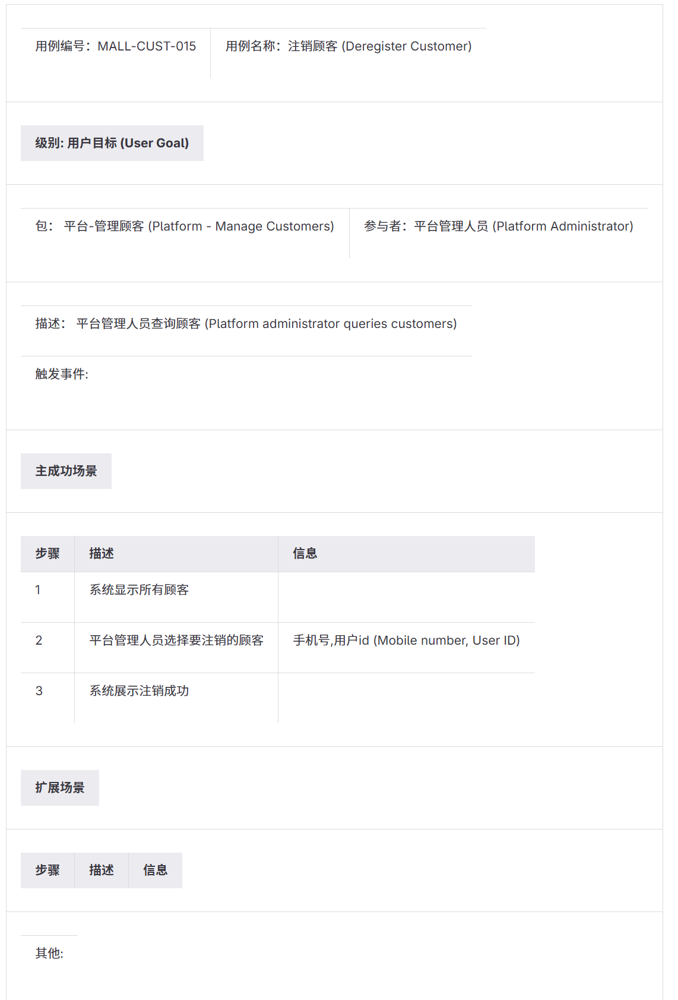 用例编号：MALL-CUST-015 用例名称：注销顾客 (Deregister Customer)
级别: 用户目标 (User Goal)
包： 平台-管理顾客 (Platform - Manage Customers) 参与者：平台管理人员 (Platform Administrator)
描述： 平台管理人员查询顾客 (Platform administrator queries customers)
触发事件:
主成功场景
步骤 描述 信息
1 系统显示所有顾客
2 平台管理人员选择要注销的顾客 手机号,用户id (Mobile number, User ID)
3 系统展示注销成功
扩展场景
步骤 描述 信息
其他: